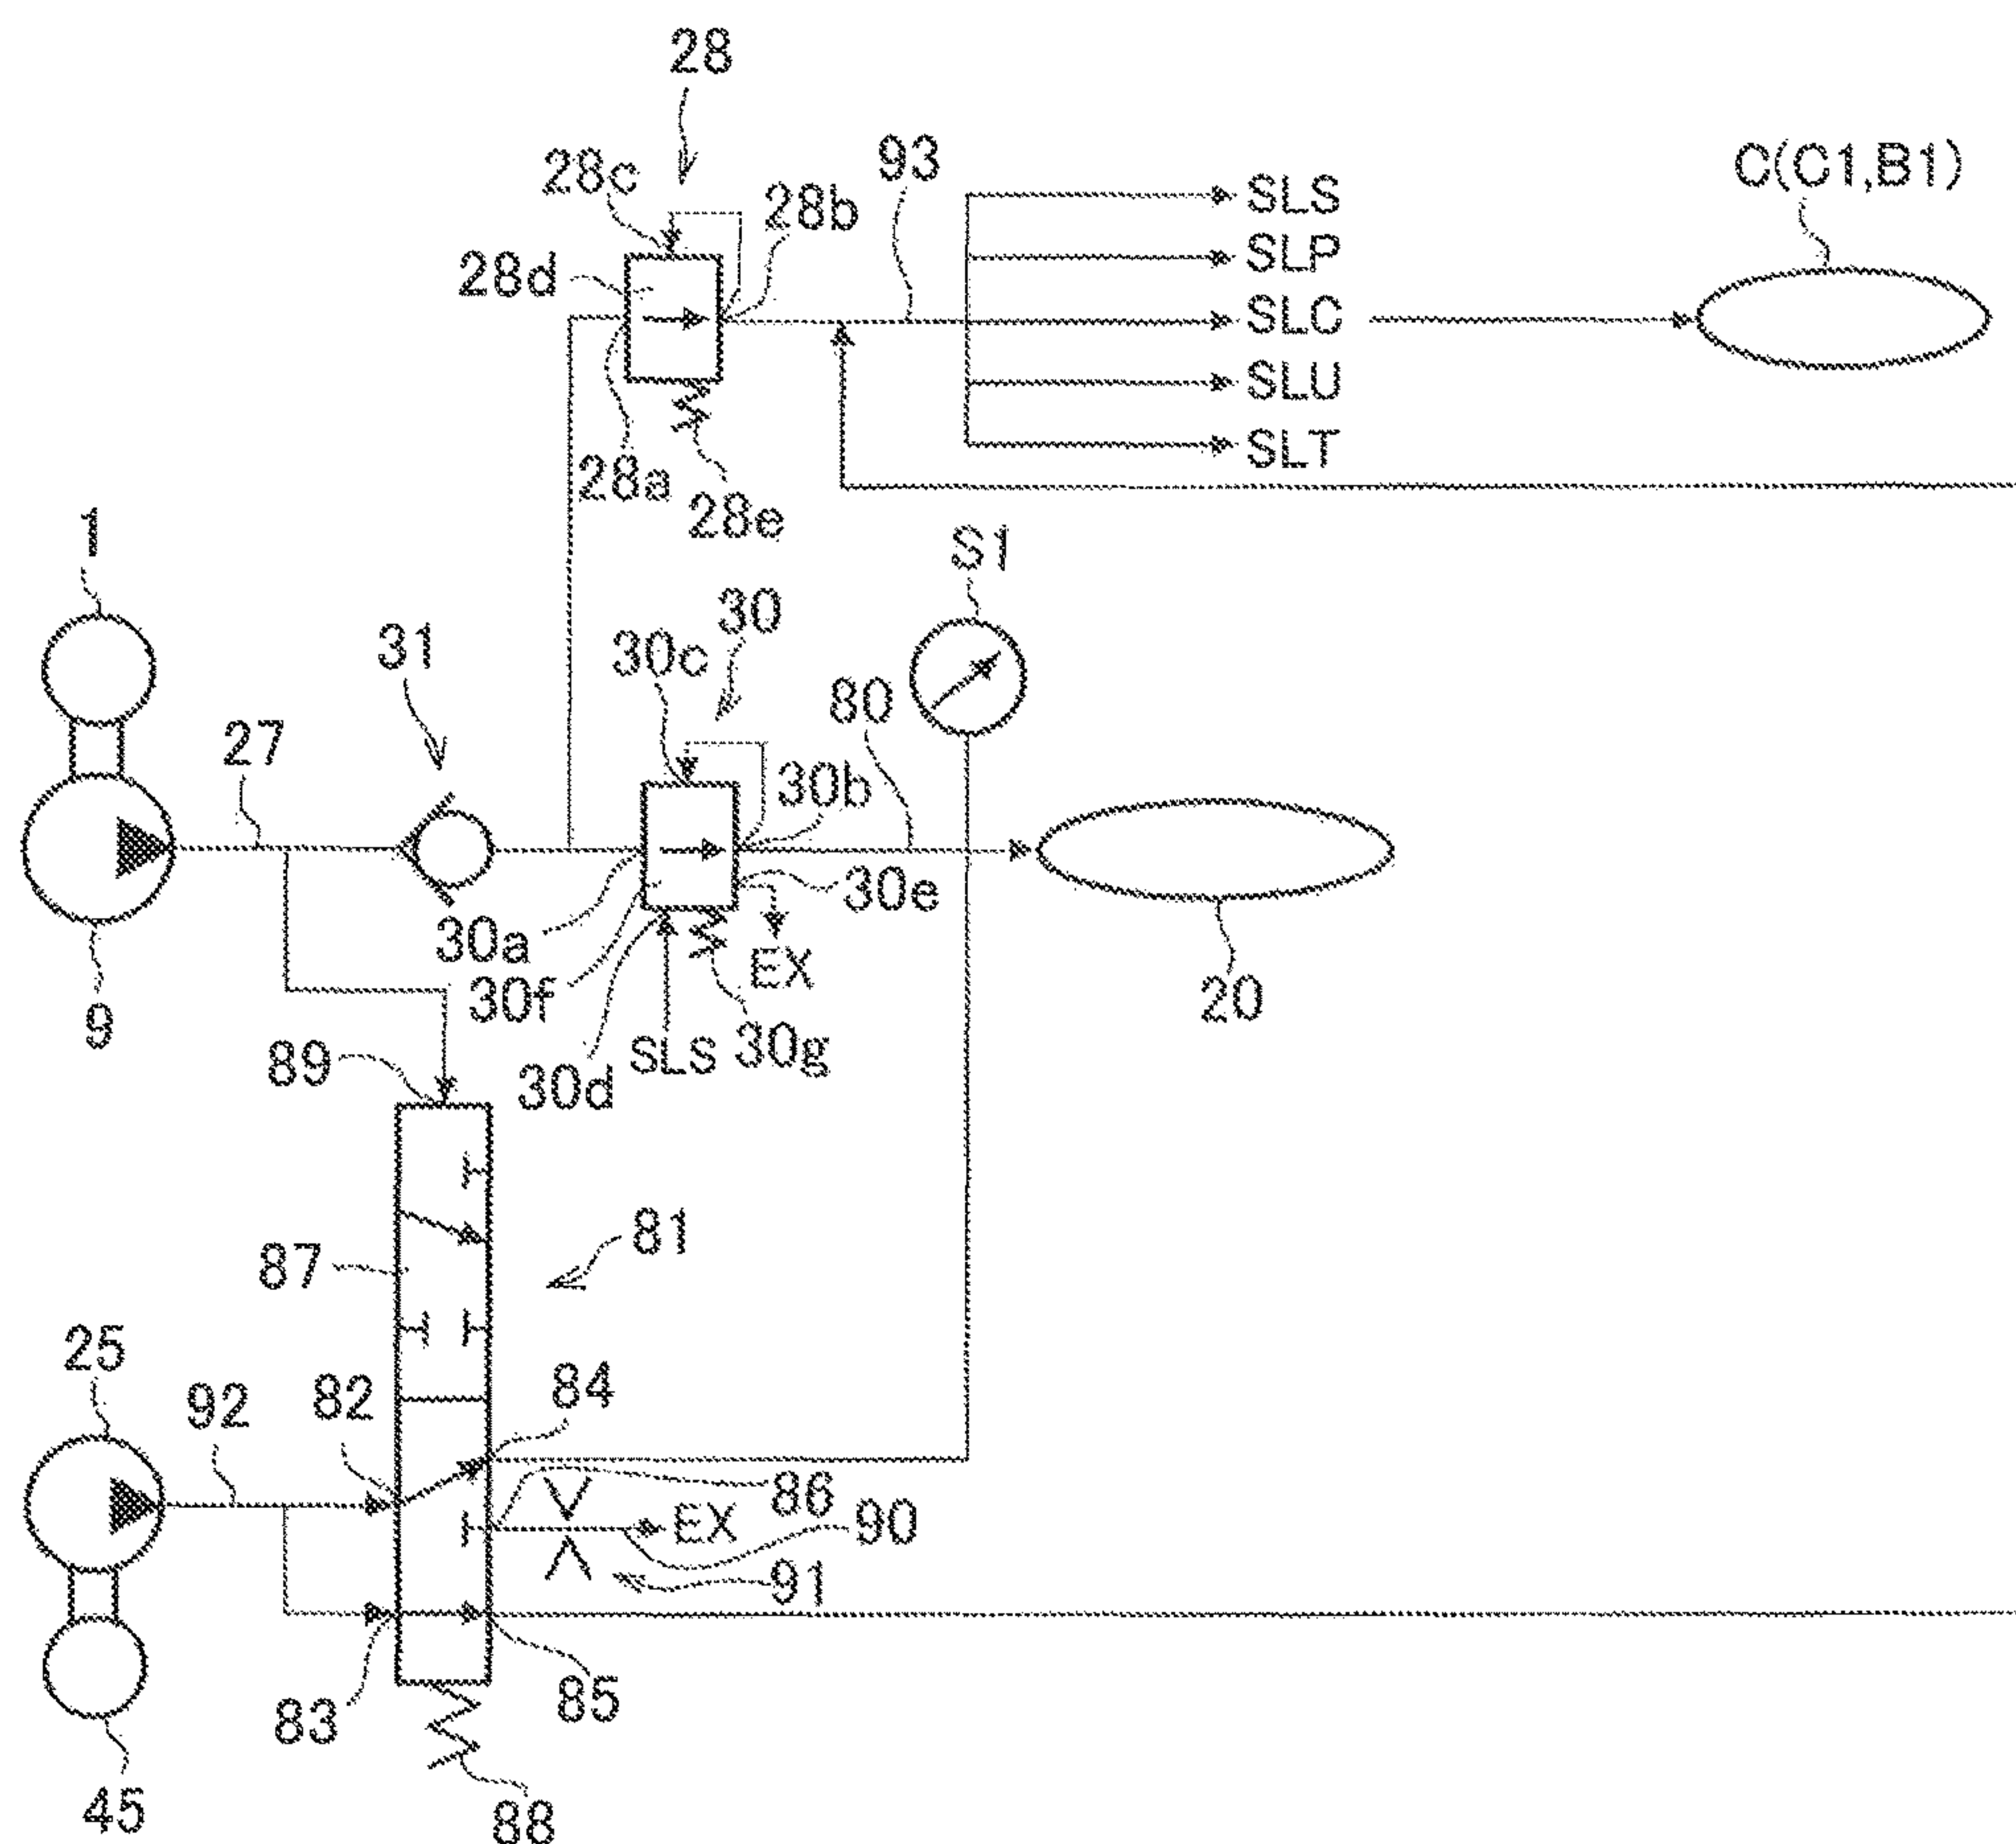 28
28c
28b
93
C(C1,B1)
SLS
28d
SLP
SLC
SLU
28a
SLT
28e
1
S1
31
30c
30
27
80
30b
30a
30e
EX
9
30f
20
89
30d
SLS
30g
87
81
25
92
82
84
86
EX
90
91
83
85
45
88